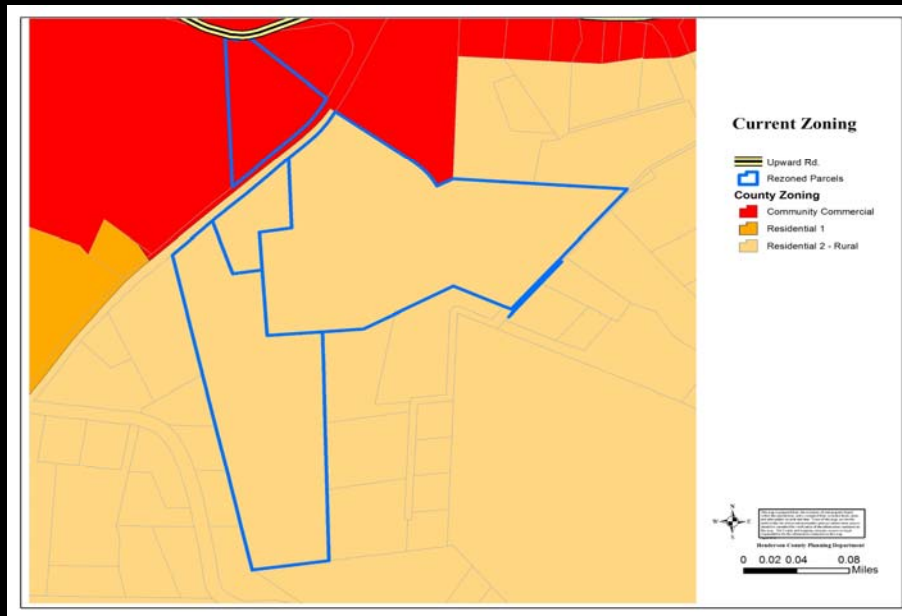 Current Zoning
Upward Rd.
Rezoned Parcels
County Zoning
Community Commercial
Residential 1
Residential 2 - Rural
N
W
E
S
Henderson County Planning Department
0 0.02 0.04 0.08
Miles